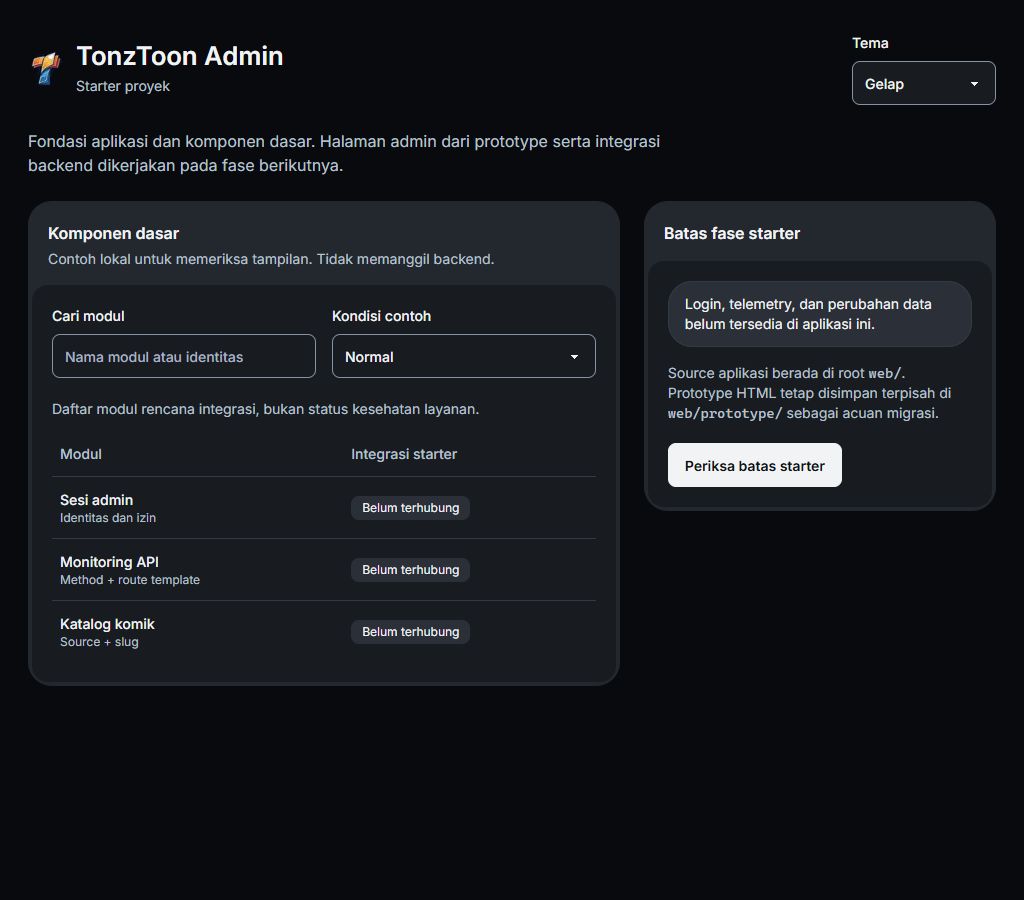 TonzToon Admin
Starter proyek
Tema
Gelap
Fondasi aplikasi dan komponen dasar. Halaman admin dari prototype serta integrasi
backend dikerjakan pada fase berikutnya.
Komponen dasar
Contoh lokal untuk memeriksa tampilan. Tidak memanggil backend.
Cari modul
Kondisi contoh
Nama modul atau identitas
Normal
Daftar modul rencana integrasi, bukan status kesehatan layanan.
Modul
Integrasi starter
Sesi admin
Identitas dan izin
Belum terhubung
Monitoring API
Method + route template
Belum terhubung
Katalog komik
Source + slug
Belum terhubung
Batas fase starter
Login, telemetry, dan perubahan data
belum tersedia di aplikasi ini.
Source aplikasi berada di root web/.
Prototype HTML tetap disimpan terpisah di
web/prototype/ sebagai acuan migrasi.
Periksa batas starter